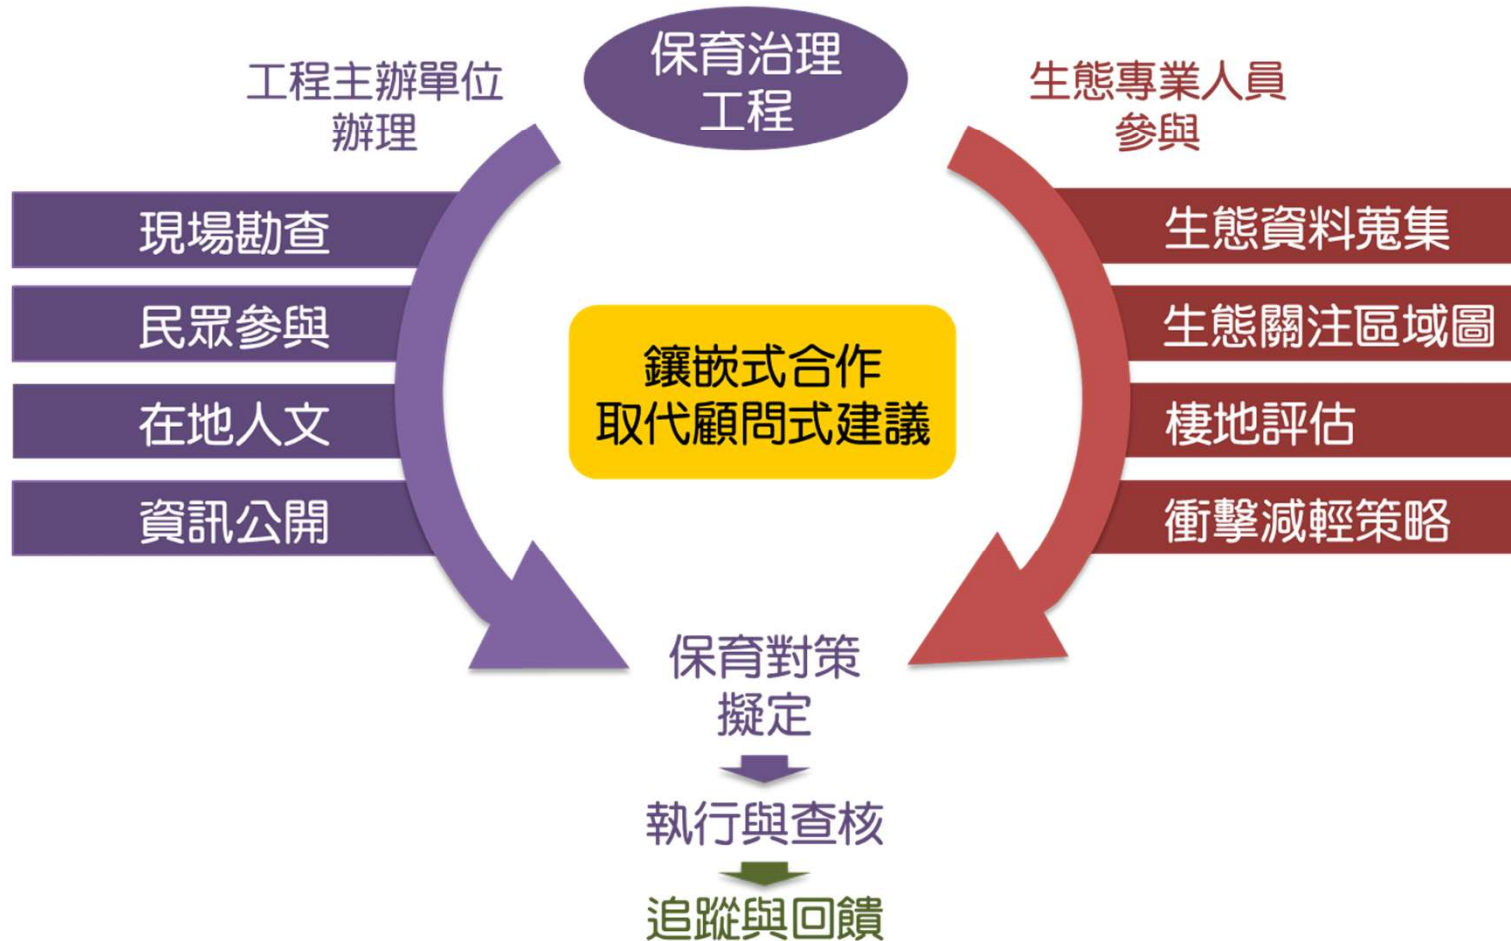 保育治理
工程
工程主辦單位
辦理
現場勘查
民眾參與
在地人文
資訊公開
生態專業人員
參與
生態資料蒐集
生態關注區域圖
棲地評估
衝擊減輕策略
鑲嵌式合作
取代顧問式建議
保育對策
擬定
執行與查核
追蹤與回饋